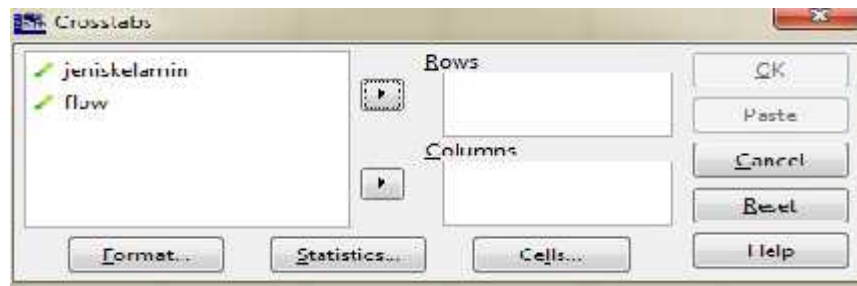 Crosstabs
jeniskelamin
flow
Rows
Columns
OK
Paste
Cancel
Reset
Help
Format...
Statistics...
Cells...